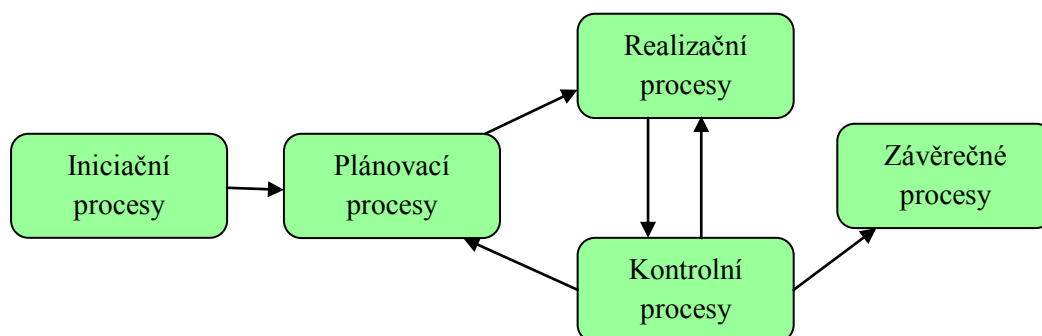 Iniciační
procesy
Plánovací
procesy
Realizační
procesy
Kontrolní
procesy
Závěrečné
procesy